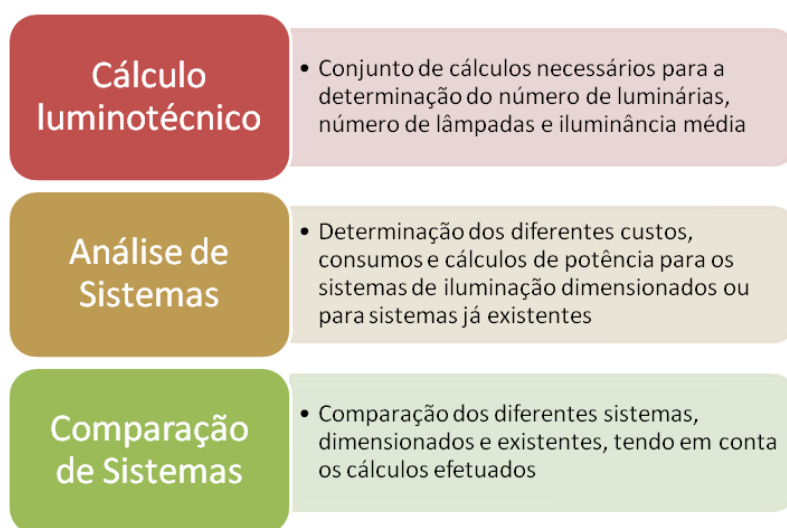 Cálculo
luminotécnico
• Conjunto de cálculos necessários para a
determinação do número de luminárias,
número de lâmpadas e iluminância média
Análise de
Sistemas
• Determinação dos diferentes custos,
consumos e cálculos de potência para os
sistemas de iluminação dimensionados ou
para sistemas já existentes
Comparação
de Sistemas
• Comparação dos diferentes sistemas,
dimensionados e existentes, tendo em conta
os cálculos efetuados